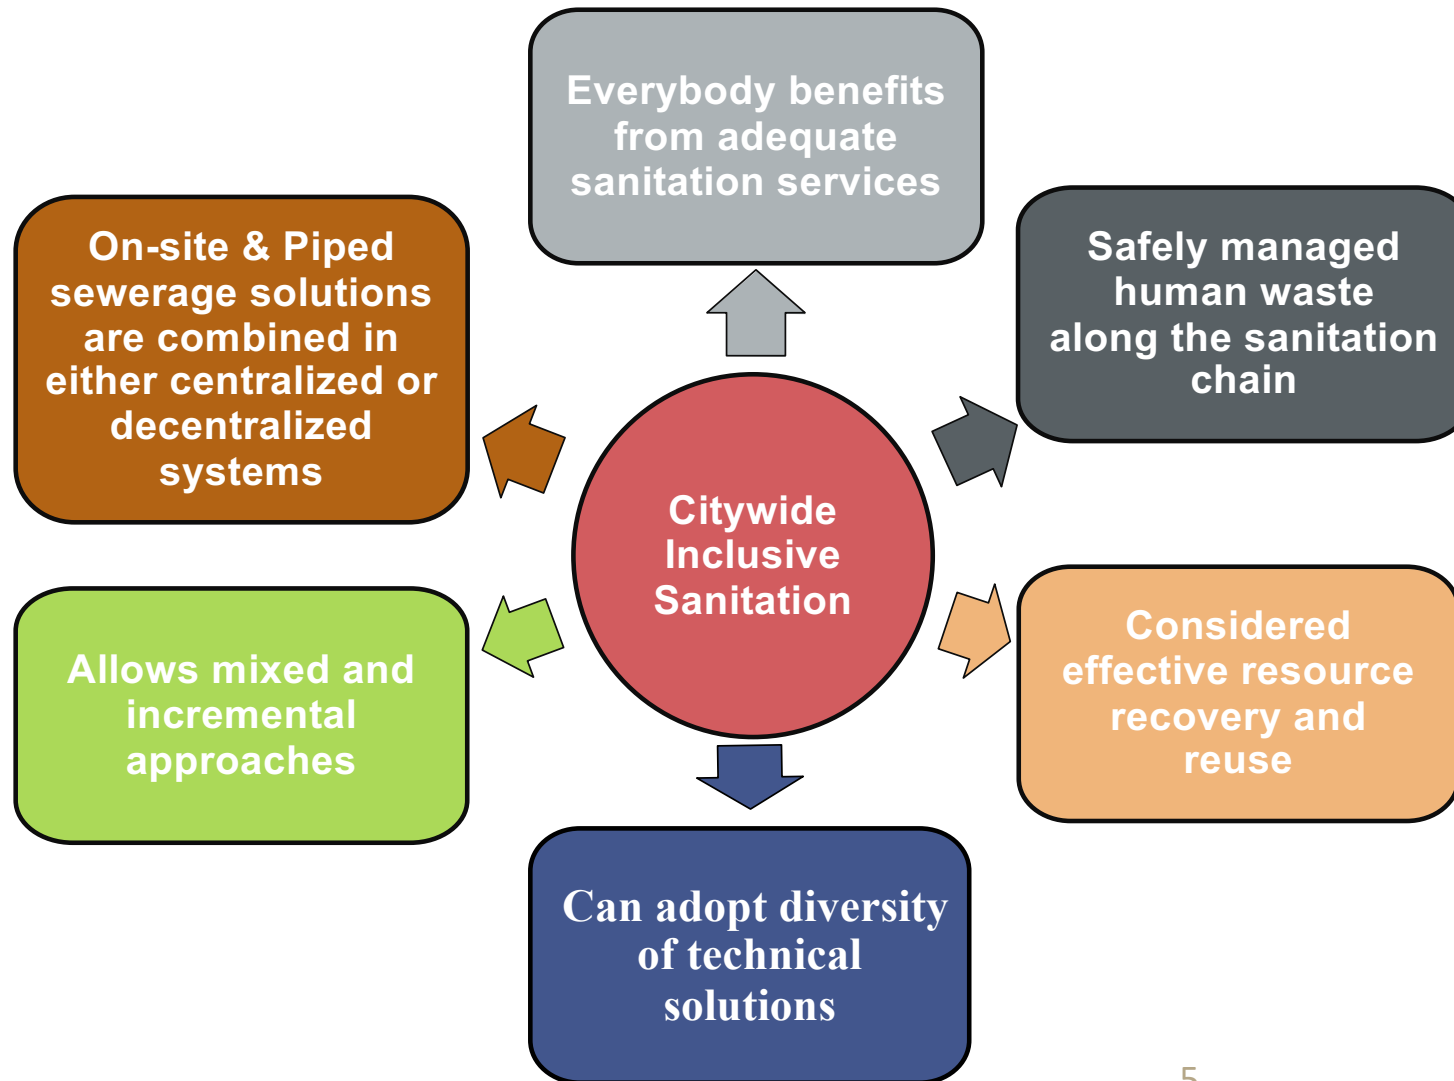 Everybody benefits
from adequate
sanitation services
On-site & Piped
sewerage solutions
are combined in
either centralized or
decentralized
systems
Safely managed
human waste
along the sanitation
chain
Citywide
Inclusive
Sanitation
Allows mixed and
incremental
approaches
Considered
effective resource
recovery and
reuse
Can adopt diversity
of technical
solutions
5